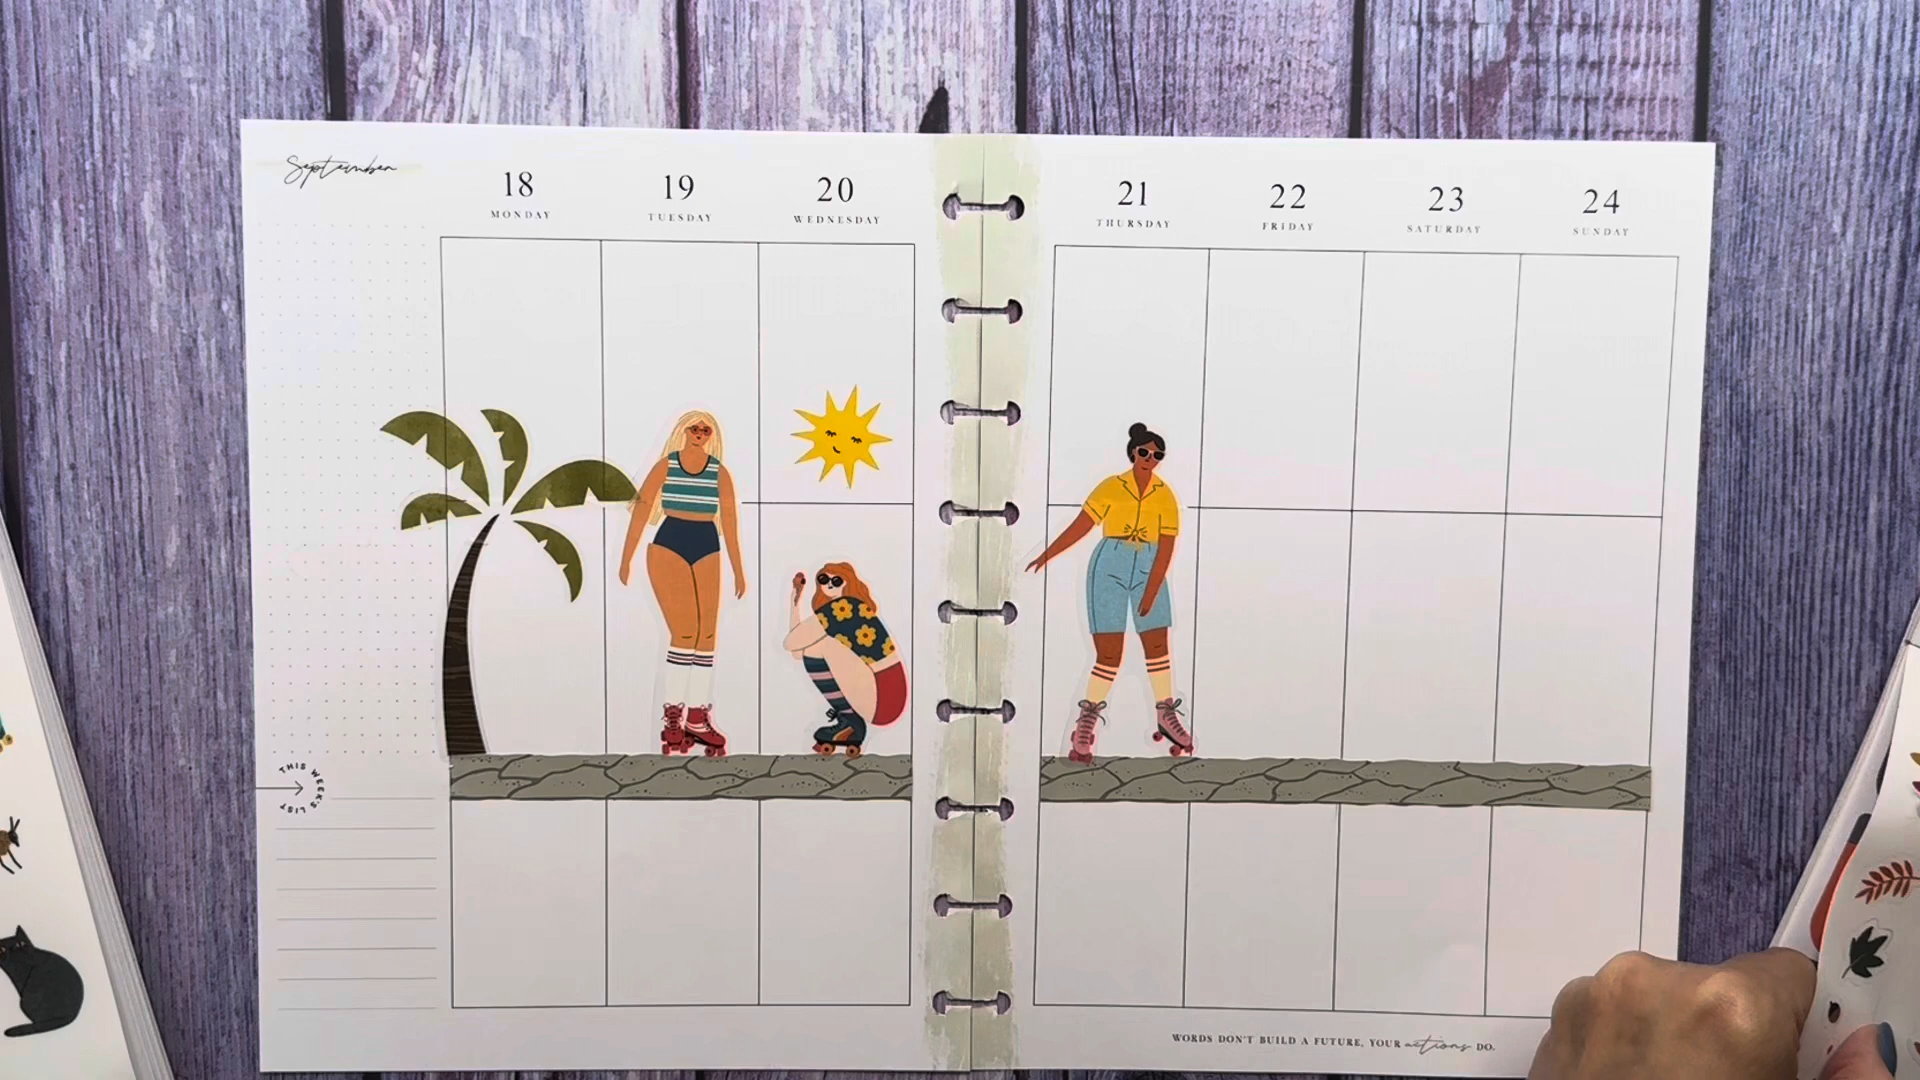 September
18 19 20 21 22 23 24
MONDAY TUESDAY WEDNESDAY THURSDAY FRIDAY SATURDAY SUNDAY
THIS WEEK'S LIST
WORDS DON'T BUILD A FUTURE, YOUR actions DO.